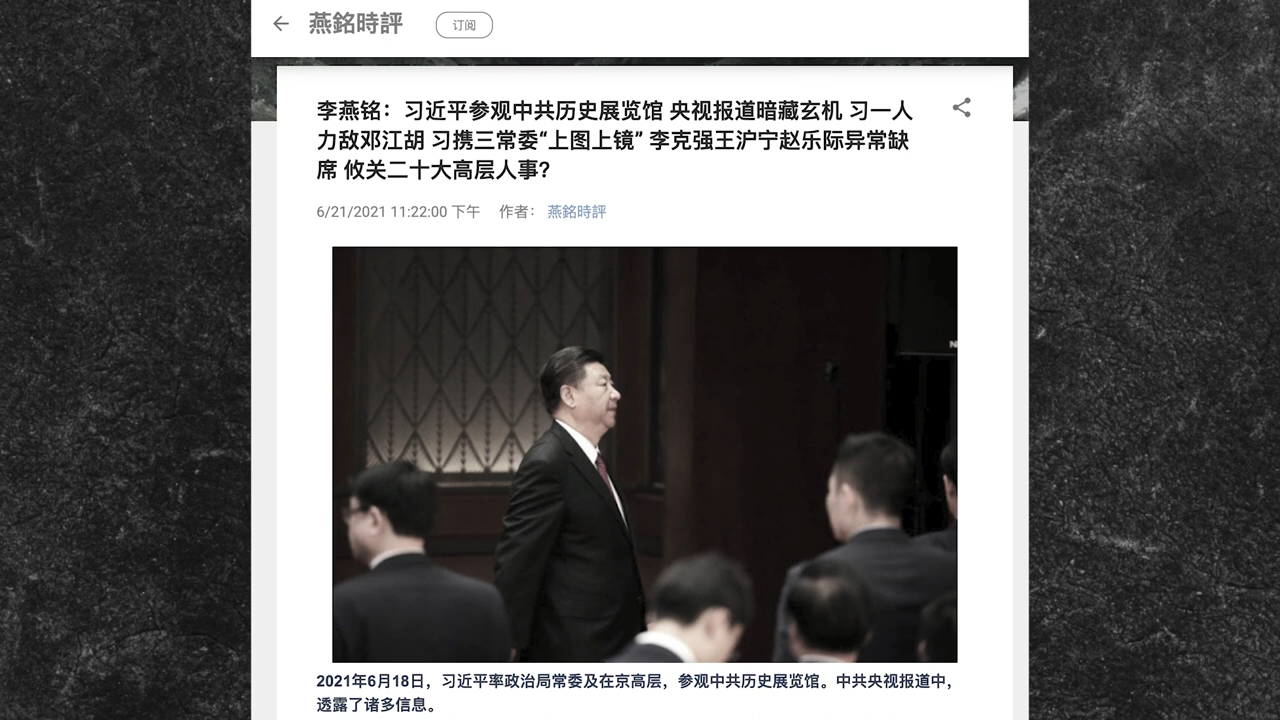 燕銘時評
订阅
李燕铭：习近平参观中共历史展览馆 央视报道暗藏玄机 习一人
力敌邓江胡 习携三常委“上图上镜” 李克强王沪宁赵乐际异常缺
席 攸关二十大高层人事?
6/21/2021 11:22:00 下午 作者： 燕銘時評
N
2021年6月18日，习近平率政治局常委及在京高层，参观中共历史展览馆。中共央视报道中，
透露了诸多信息。